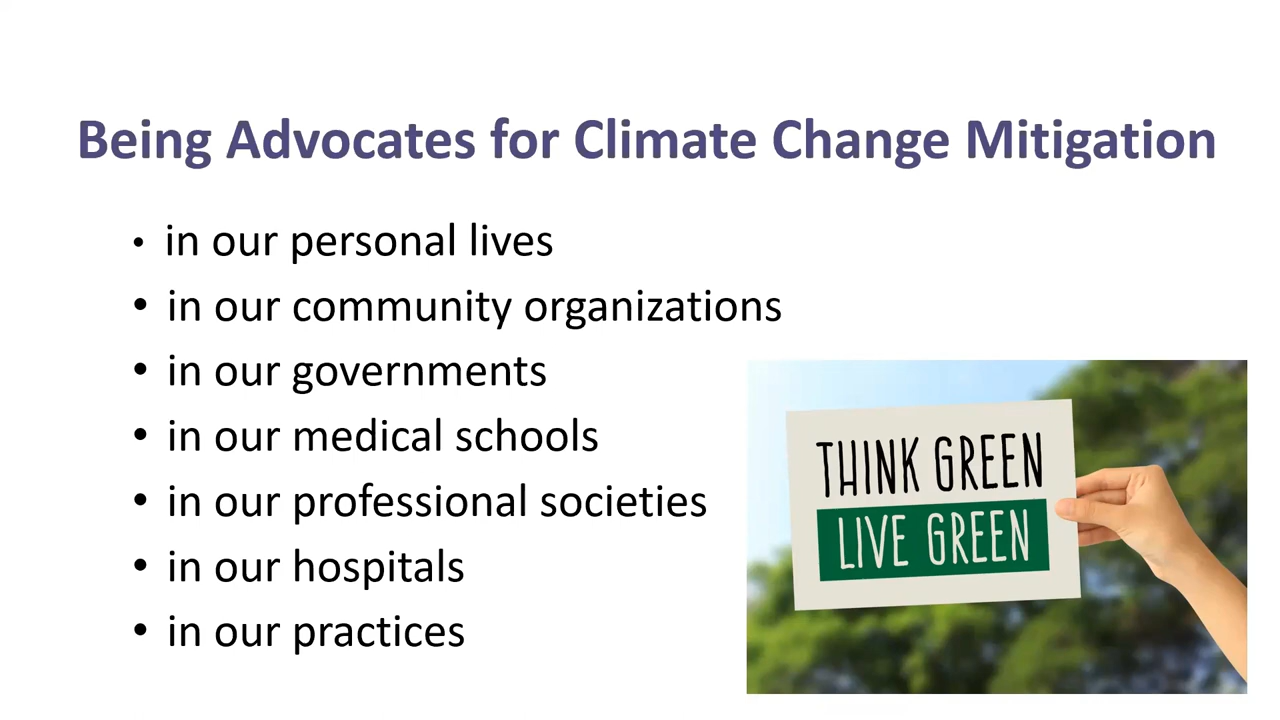 Being Advocates for Climate Change Mitigation
• in our personal lives
• in our community organizations
• in our governments
• in our medical schools
• in our professional societies
• in our hospitals
• in our practices
THINK GREEN
LIVE GREEN